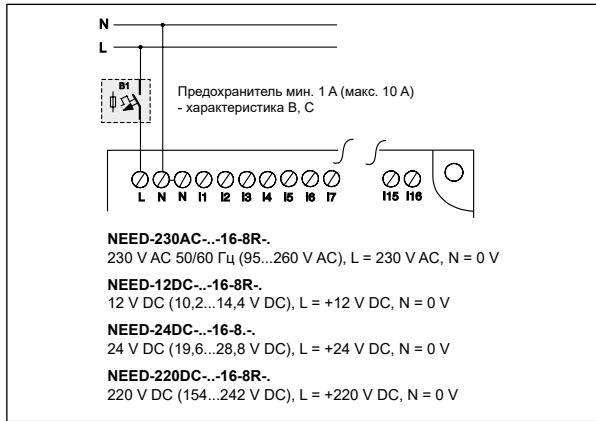 N
L
B1
Предохранитель мин. 1 А (макс. 10 А)
- характеристика В, С
L N N I1 I2 I3 I4 I5 I6 I7 I15 I16
NEED-230AC-..-16-8R-.
230 V AC 50/60 Гц (95...260 V AC), L = 230 V AC, N = 0 V
NEED-12DC-..-16-8R-.
12 V DC (10,2...14,4 V DC), L = +12 V DC, N = 0 V
NEED-24DC-..-16-8.-.
24 V DC (19,6...28,8 V DC), L = +24 V DC, N = 0 V
NEED-220DC-..-16-8R-.
220 V DC (154...242 V DC), L = +220 V DC, N = 0 V